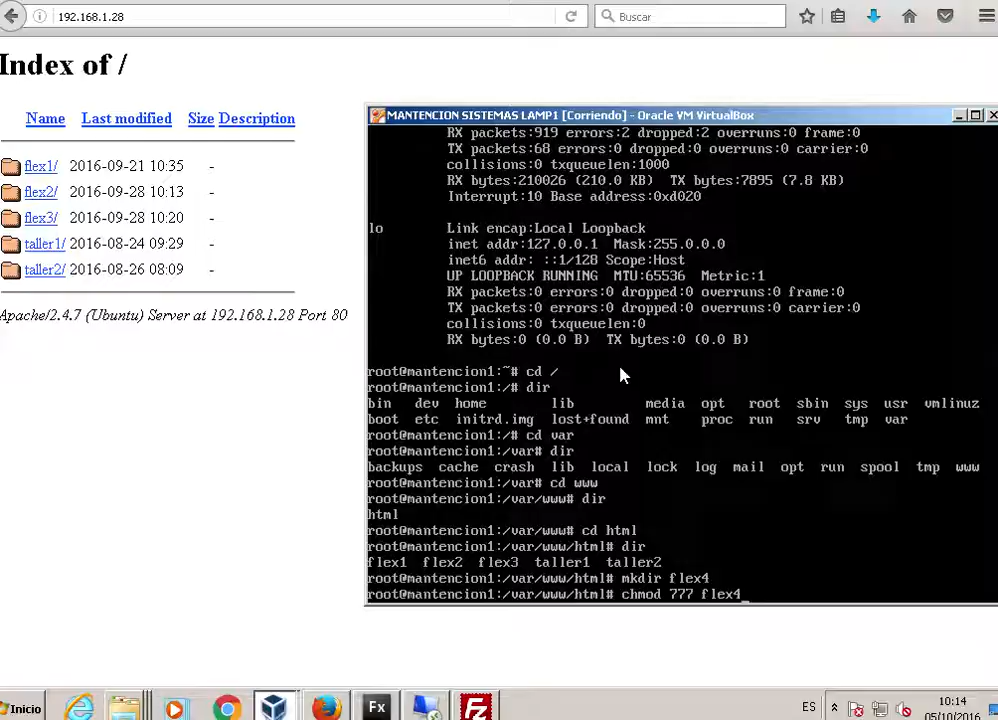 192.168.1.28
Buscar
Index of /
Name Last modified Size Description
flex1/ 2016-09-21 10:35 -
flex2/ 2016-09-28 10:13 -
flex3/ 2016-09-28 10:20 -
taller1/ 2016-08-24 09:29 -
taller2/ 2016-08-26 08:09 -
Apache/2.4.7 (Ubuntu) Server at 192.168.1.28 Port 80
MANTENCION SISTEMAS LAMP1 [Corriendo] - Oracle VM VirtualBox
RX packets:919 errors:2 dropped:2 overruns:0 frame:0
TX packets:68 errors:0 dropped:0 overruns:0 carrier:0
collisions:0 txqueuelen:1000
RX bytes:210026 (210.0 KB) TX bytes:7895 (7.8 KB)
Interrupt:10 Base address:0xd020
lo Link encap:Local Loopback
inet addr:127.0.0.1 Mask:255.0.0.0
inet6 addr: ::1/128 Scope:Host
UP LOOPBACK RUNNING MTU:65536 Metric:1
RX packets:0 errors:0 dropped:0 overruns:0 frame:0
TX packets:0 errors:0 dropped:0 overruns:0 carrier:0
collisions:0 txqueuelen:0
RX bytes:0 (0.0 B) TX bytes:0 (0.0 B)
root@mantencion1:~# cd /
root@mantencion1:/# dir
bin dev home lib media opt root sbin sys usr vmlinuz
boot etc initrd.img lost+found mnt proc run srv tmp var
root@mantencion1:/# cd var
root@mantencion1:/var# dir
backups cache crash lib local lock log mail opt run spool tmp www
root@mantencion1:/var# cd www
root@mantencion1:/var/www# dir
html
root@mantencion1:/var/www# cd html
root@mantencion1:/var/www/html# dir
flex1 flex2 flex3 taller1 taller2
root@mantencion1:/var/www/html# mkdir flex4
root@mantencion1:/var/www/html# chmod 777 flex4_
Inicio
Fx
FZ
ES
10:14
05/10/2016